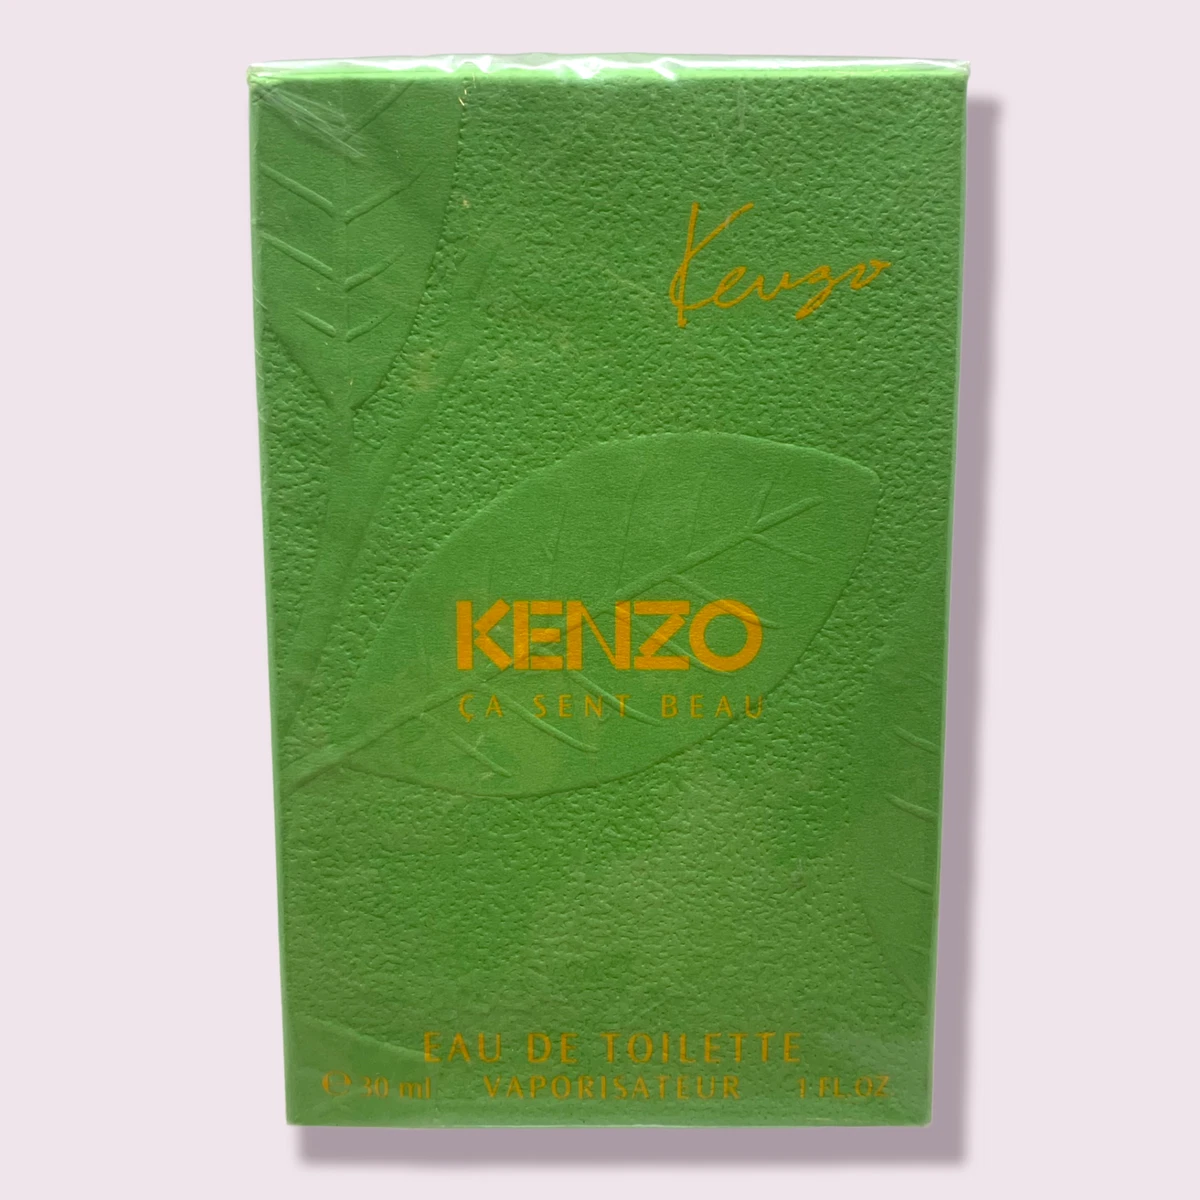 Kenzo
KENZO
ÇA SENT BEAU
EAU DE TOILETTE
℮ 30 ml VAPORISATEUR 1 FL.OZ.